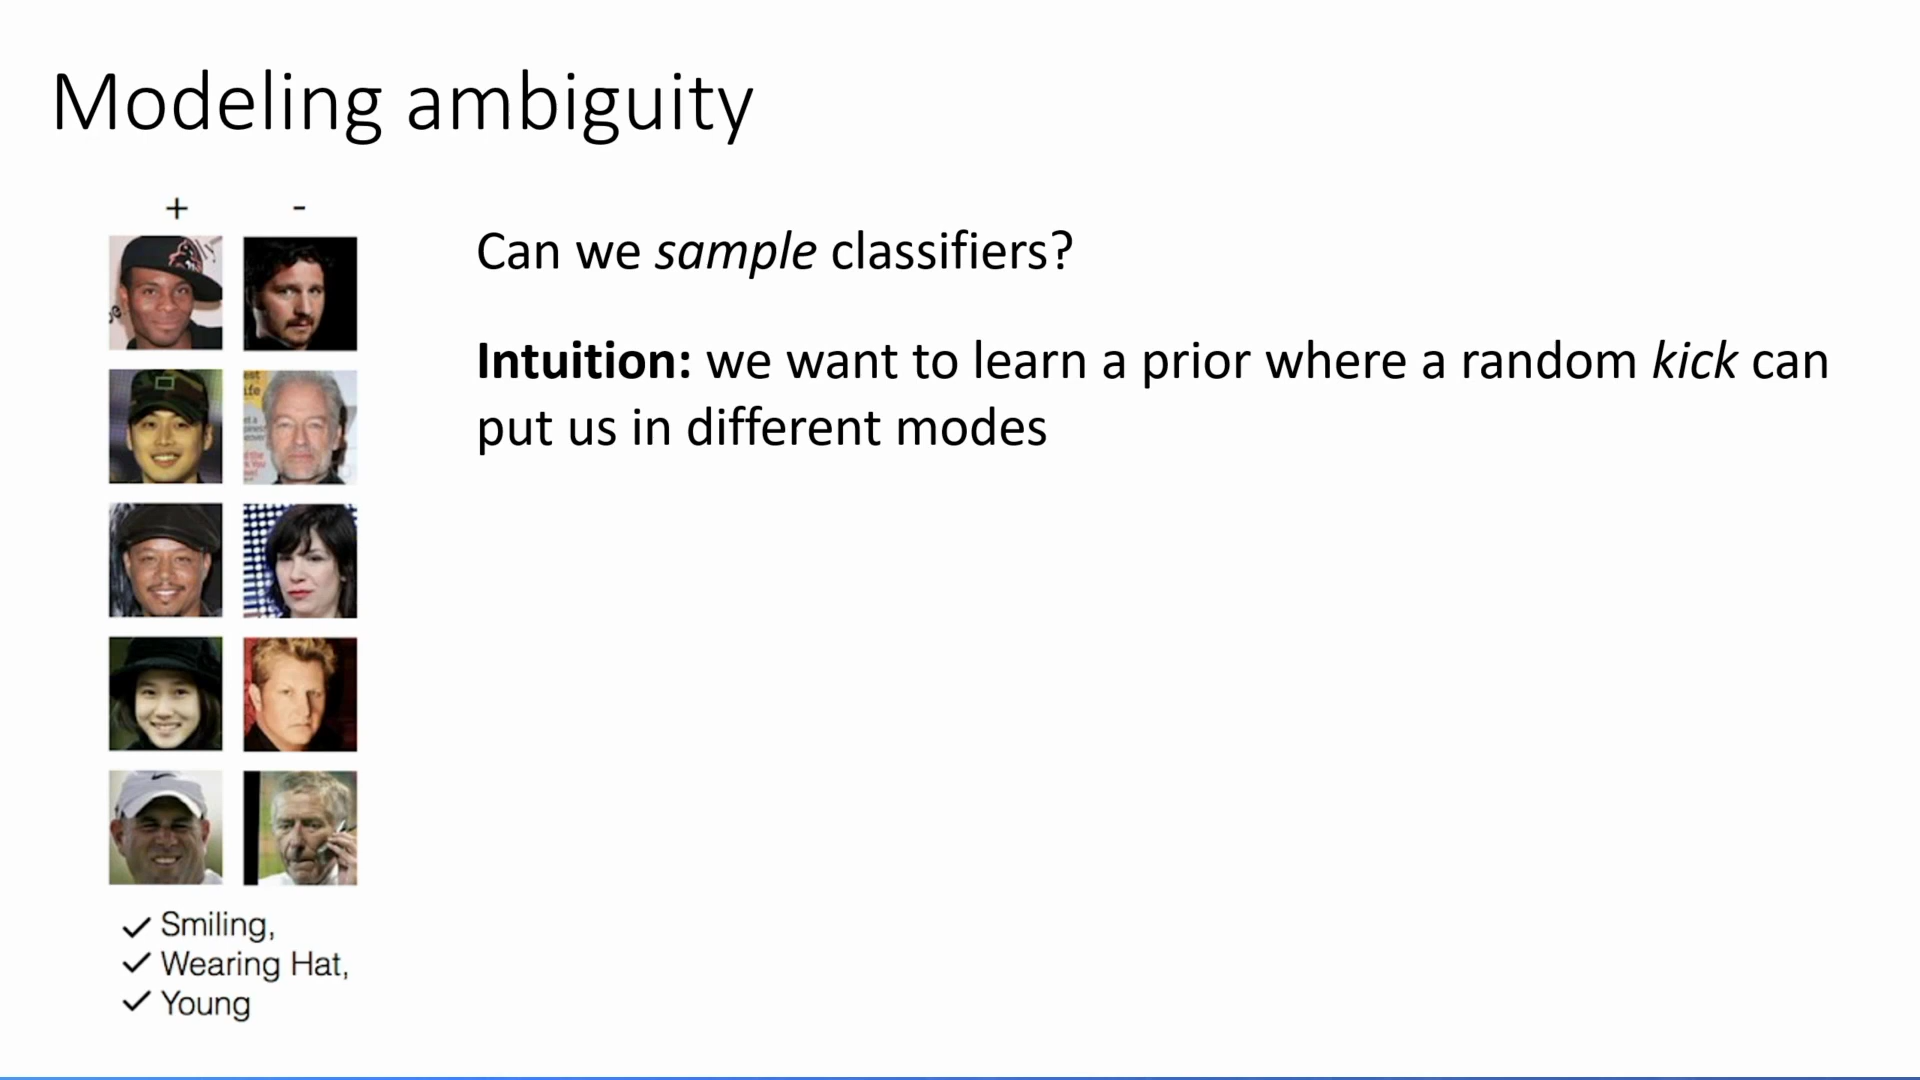 Modeling ambiguity
+ -
Can we sample classifiers?
Intuition: we want to learn a prior where a random kick can
put us in different modes
✓ Smiling,
✓ Wearing Hat,
✓ Young